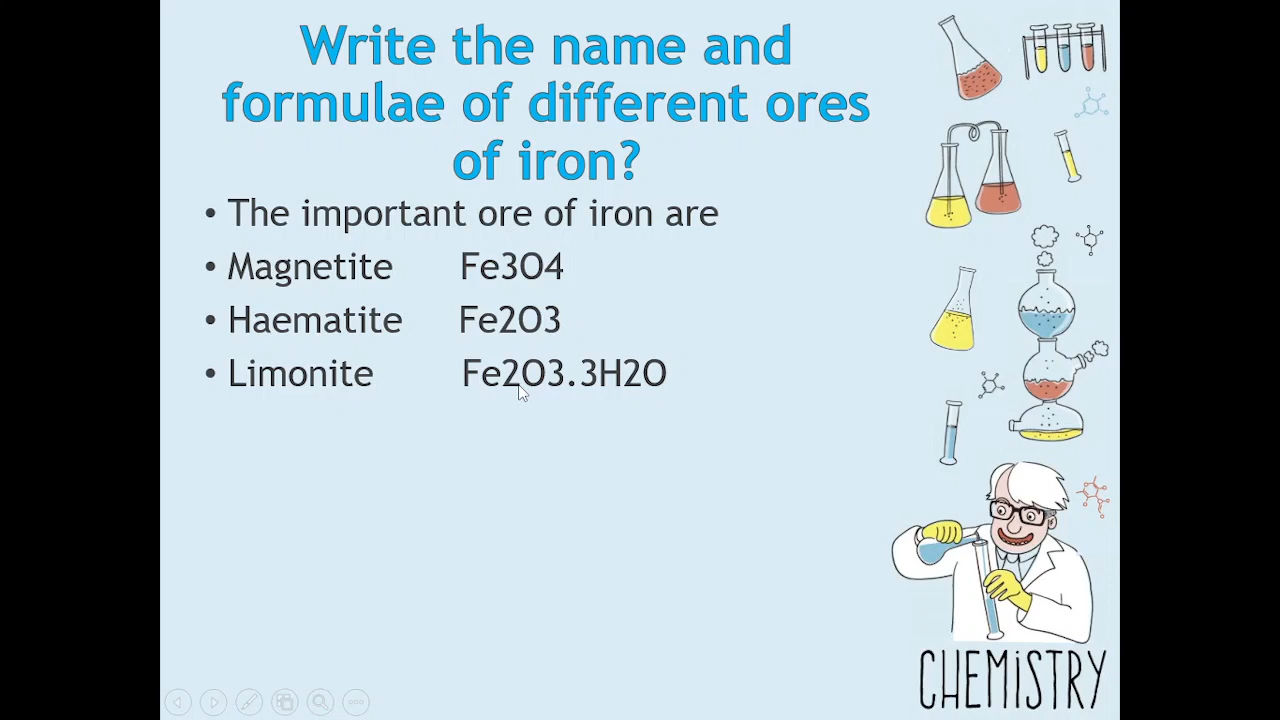 Write the name and
formulae of different ores
of iron?
• The important ore of iron are
• Magnetite Fe3O4
• Haematite Fe2O3
• Limonite Fe2O3.3H2O
CHEMiSTRY